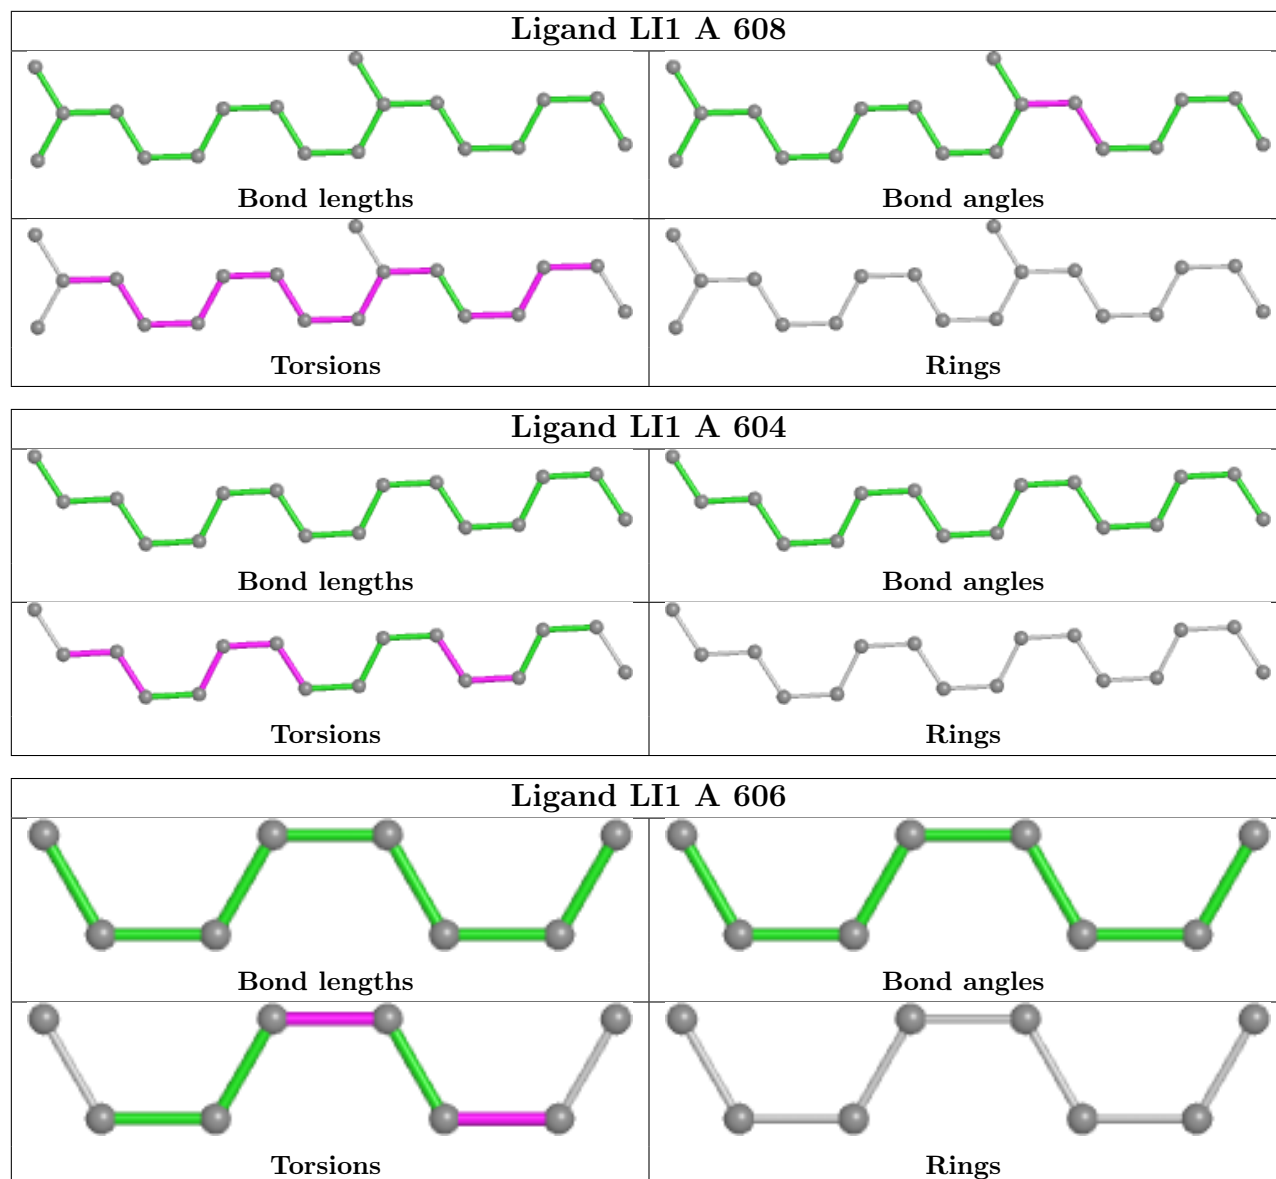 Ligand LI1 A 608
Bond lengths
Bond angles
Torsions
Rings
Ligand LI1 A 604
Bond lengths
Bond angles
Torsions
Rings
Ligand LI1 A 606
Bond lengths
Bond angles
Torsions
Rings